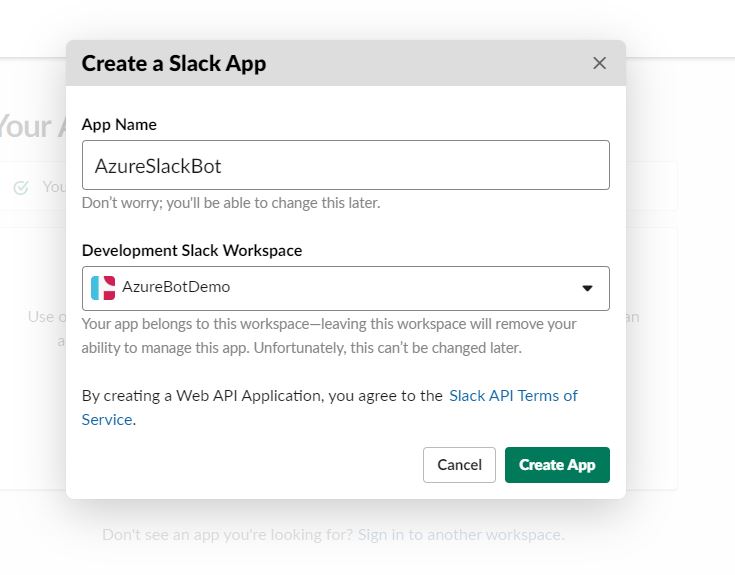 Create a Slack App
Your A
App Name
AzureSlackBot
You
Don't worry; you'll be able to change this later.
Development Slack Workspace
AzureBotDemo
Use o
an
Your app belongs to this workspace—leaving this workspace will remove your
a
ability to manage this app. Unfortunately, this can't be changed later.
By creating a Web API Application, you agree to the Slack API Terms of
Service.
Cancel
Create App
Don't see an app you're looking for? Sign in to another workspace.